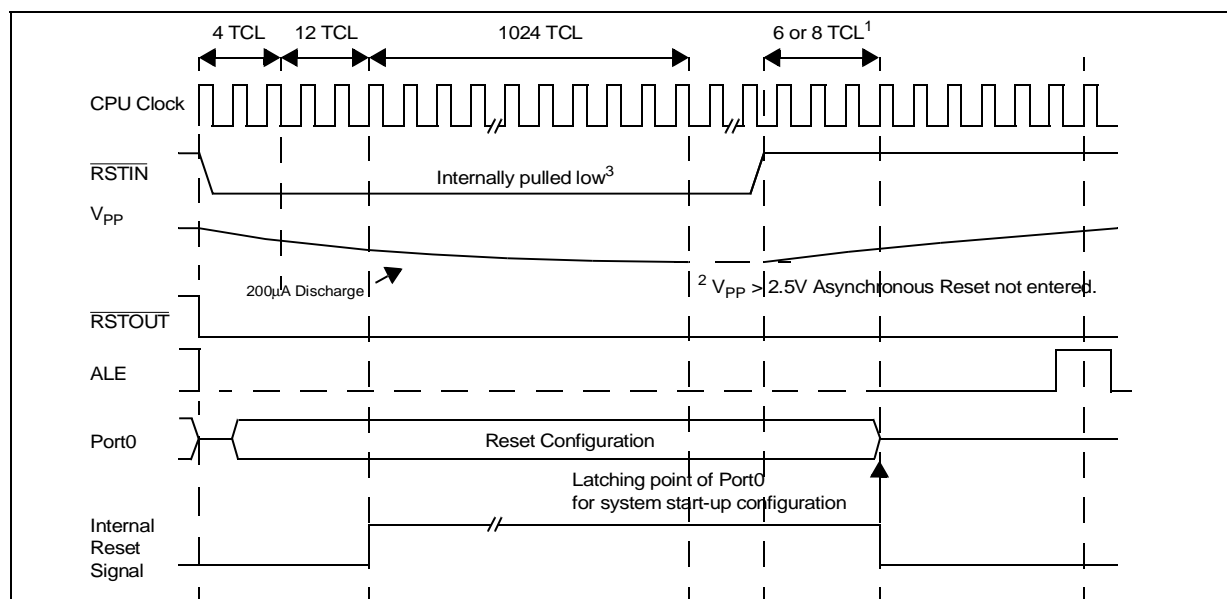 4 TCL 12 TCL 1024 TCL 6 or 8 TCL1
CPU Clock
RSTIN
Internally pulled low3
VPP
200µA Discharge
2 VPP > 2.5V Asynchronous Reset not entered.
RSTOUT
ALE
Port0
Reset Configuration
Latching point of Port0
for system start-up configuration
Internal
Reset
Signal